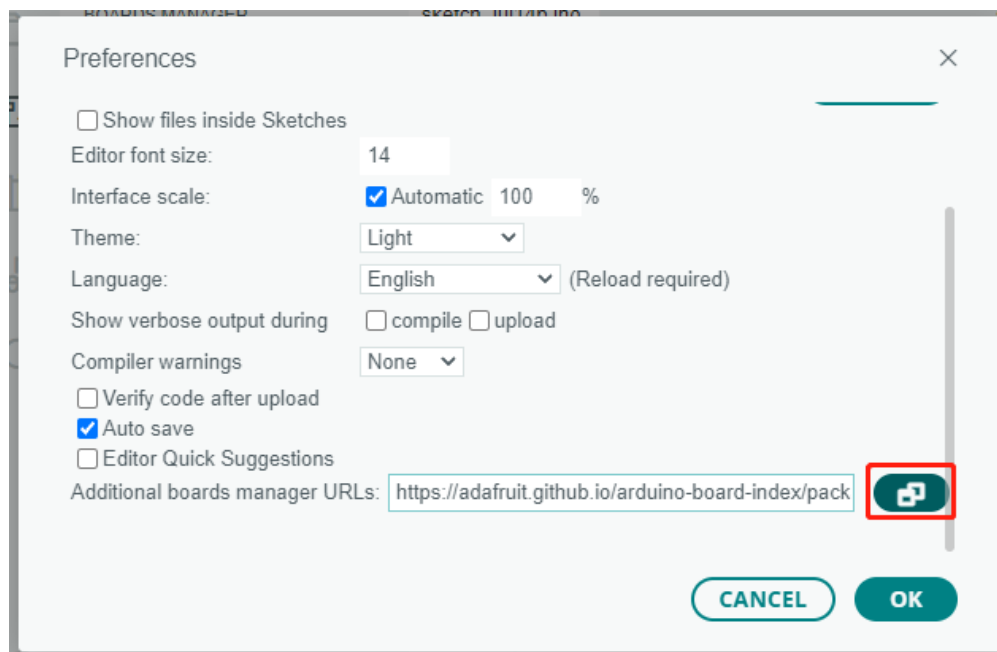 BOARDS MANAGER
Preferences
Show files inside Sketches
Editor font size: 14
Interface scale: Automatic 100 %
Theme: Light
Language: English (Reload required)
Show verbose output during compile upload
Compiler warnings None
Verify code after upload
Auto save
Editor Quick Suggestions
Additional boards manager URLs: https://adafruit.github.io/arduino-board-index/pack
CANCEL OK